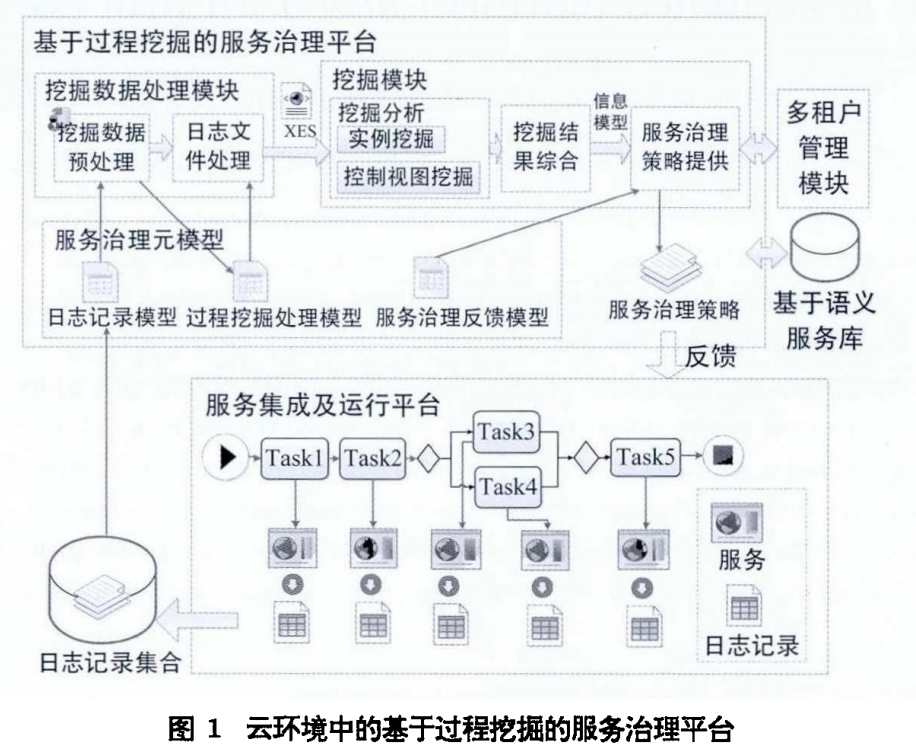 基于过程挖掘的服务治理平台
挖掘数据处理模块
挖掘数据
预处理
日志文
件处理
XES
挖掘模块
挖掘分析
实例挖掘
控制视图挖掘
挖掘结
果综合
信息
模型
服务治理
策略提供
多租户
管理
模块
服务治理元模型
日志记录模型
过程挖掘处理模型
服务治理反馈模型
服务治理策略
基于语义
服务库
反馈
服务集成及运行平台
Task1
Task2
Task3
Task4
Task5
服务
日志记录
日志记录集合
图 1 云环境中的基于过程挖掘的服务治理平台